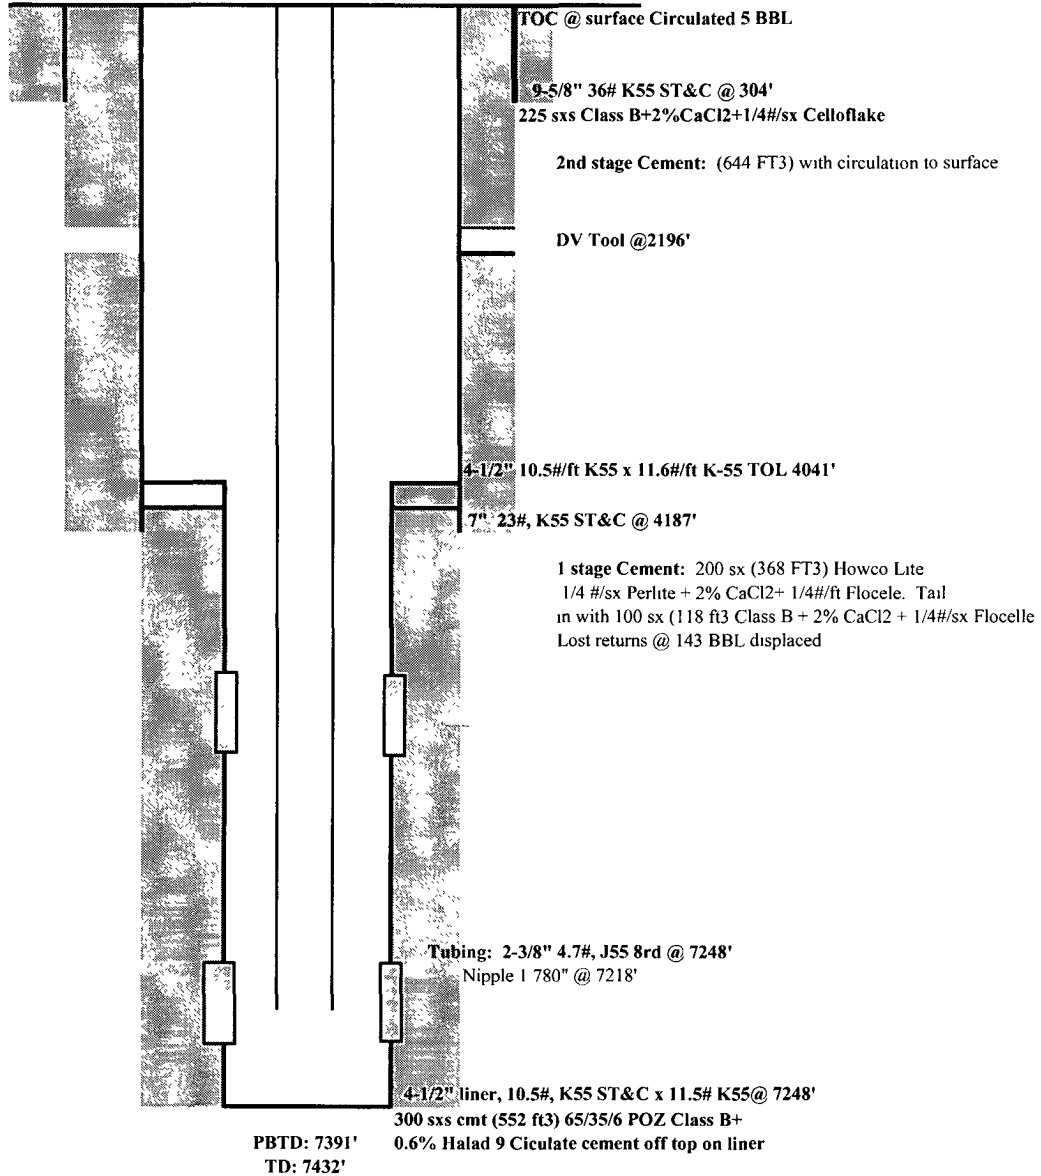 TOC @ surface Circulated 5 BBL
9-5/8" 36# K55 ST&C @ 304'
225 sxs Class B+2%CaCl2+1/4#/sx Celloflake
2nd stage Cement: (644 FT3) with circulation to surface
DV Tool @2196'
4-1/2" 10.5#/ft K55 x 11.6#/ft K-55 TOL 4041'
7" 23#, K55 ST&C @ 4187'
1 stage Cement: 200 sx (368 FT3) Howco Lite
1/4 #/sx Perlite + 2% CaCl2+ 1/4#/ft Flocele. Tail
in with 100 sx (118 ft3 Class B + 2% CaCl2 + 1/4#/sx Flocelle
Lost returns @ 143 BBL displaced
Tubing: 2-3/8" 4.7#, J55 8rd @ 7248'
Nipple 1 780" @ 7218'
4-1/2" liner, 10.5#, K55 ST&C x 11.5# K55@ 7248'
300 sxs cmt (552 ft3) 65/35/6 POZ Class B+
0.6% Halad 9 Ciculate cement off top on liner
PBTD: 7391'
TD: 7432'